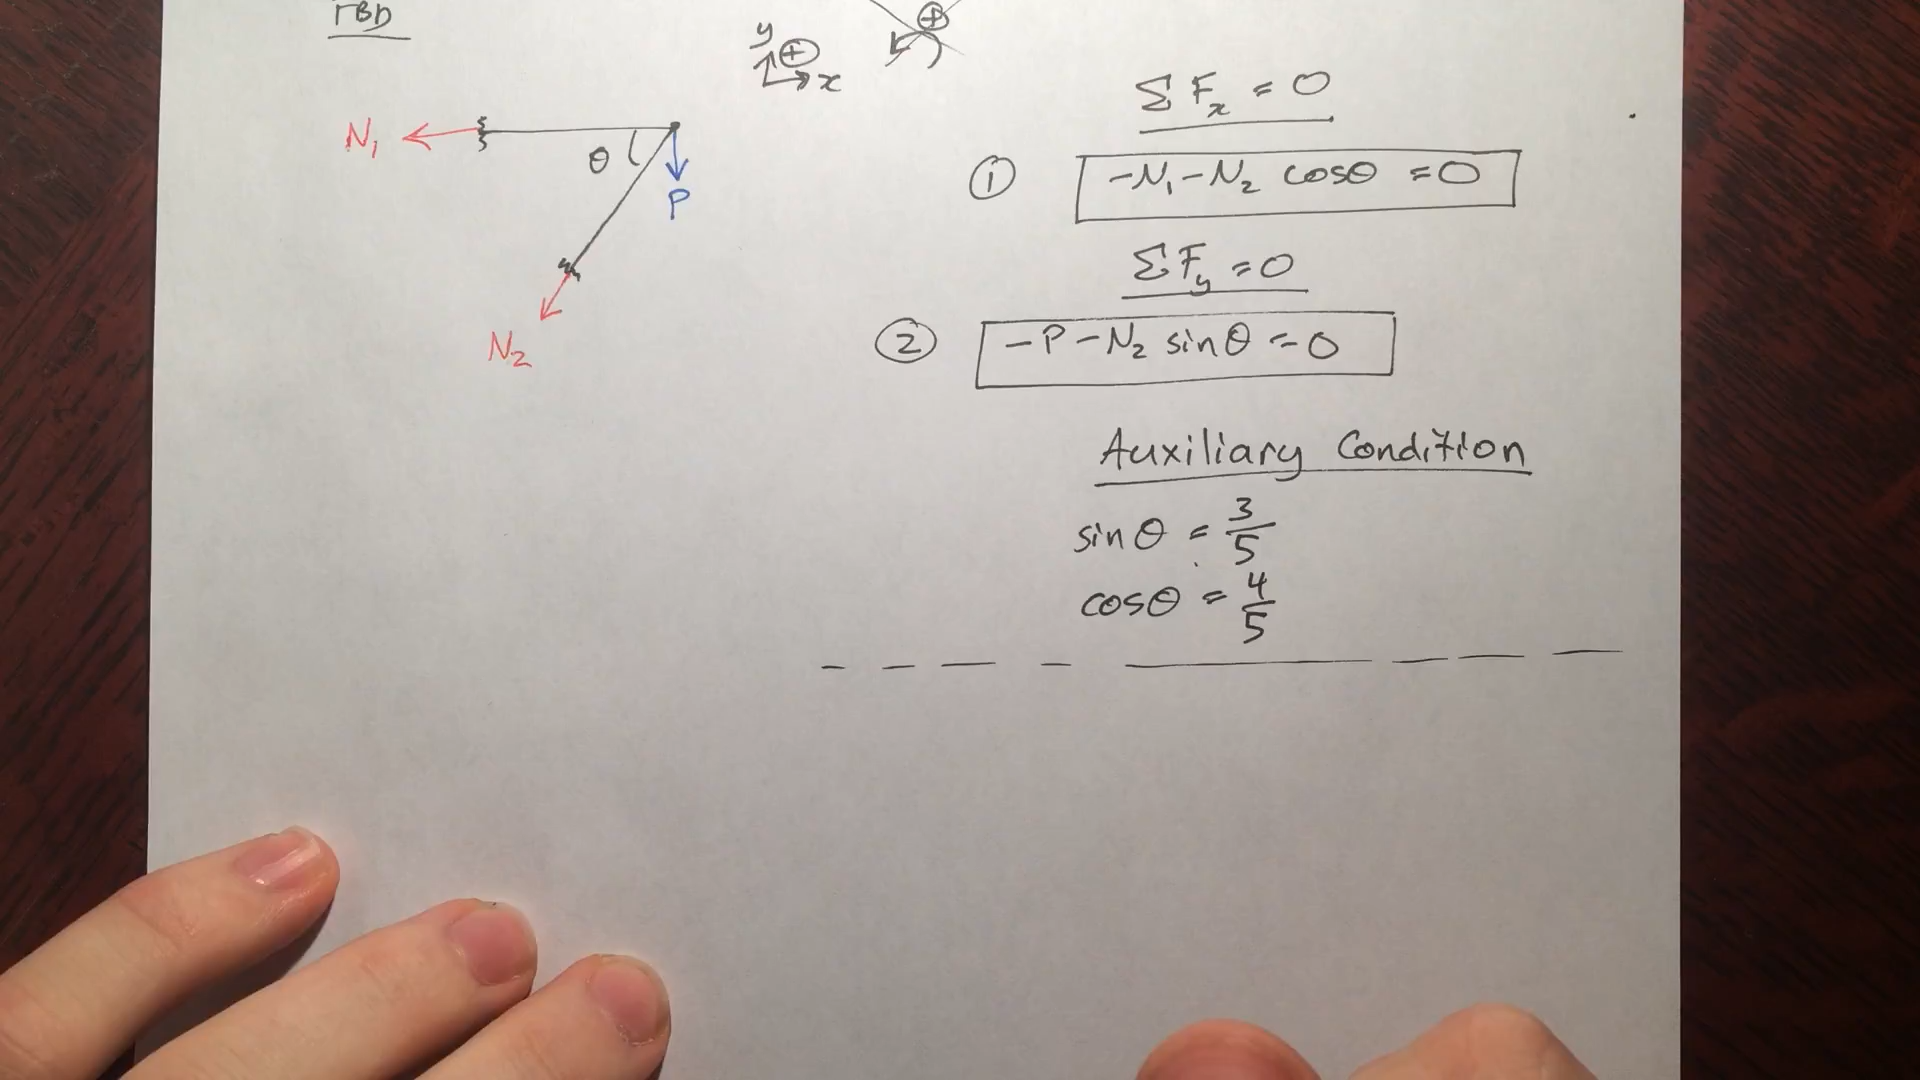 FBD
y
⊕
x
⊕
N₁
θ
P
N₂
ΣFₓ = 0
① -N₁ - N₂ cosθ = 0
ΣF_y = 0
② -P - N₂ sinθ = 0
Auxiliary Condition
sinθ = 3/5
cosθ = 4/5